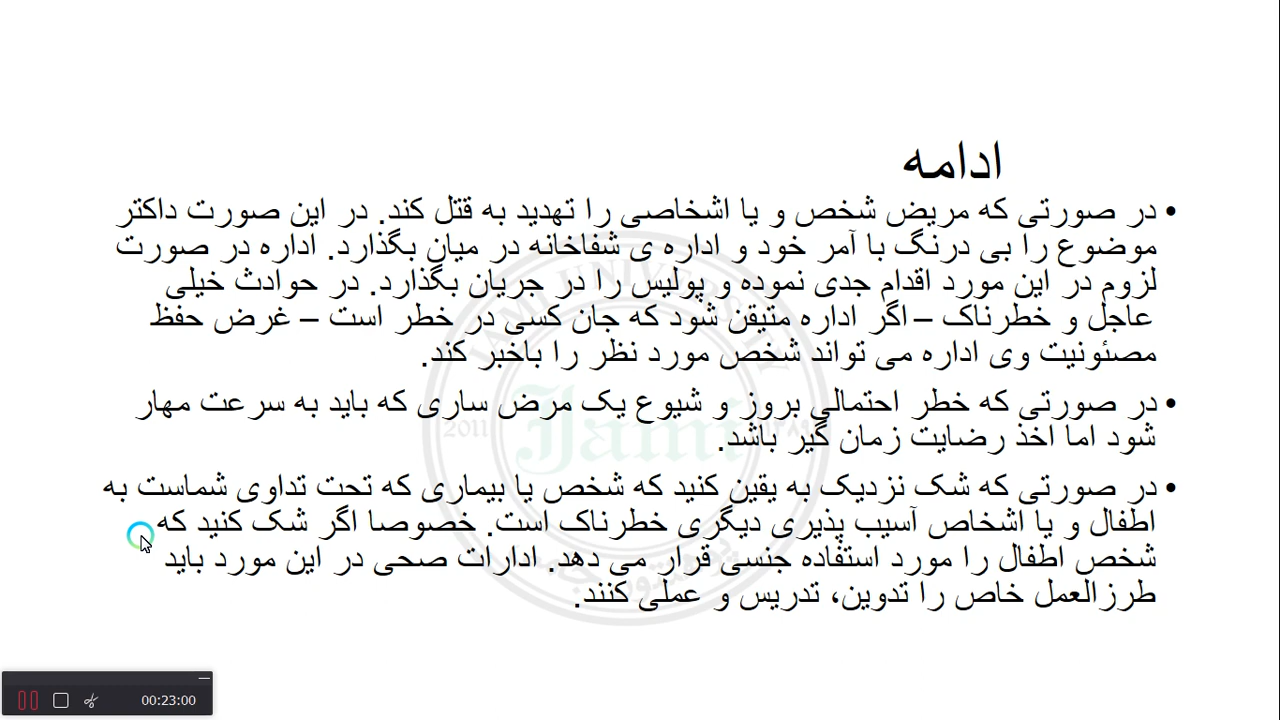 ادامه
• در صورتی که مریض شخص و یا اشخاصی را تهدید به قتل کند. در این صورت داکتر
موضوع را بی درنگ با آمر خود و اداره ی شفاخانه در میان بگذارد. اداره در صورت
لزوم در این مورد اقدام جدی نموده و پولیس را در جریان بگذارد. در حوادث خیلی
عاجل و خطرناک – اگر اداره متیقن شود که جان کسی در خطر است – غرض حفظ
مصئونیت وی اداره می تواند شخص مورد نظر را باخبر کند.
• در صورتی که خطر احتمالی بروز و شیوع یک مرض ساری که باید به سرعت مهار
شود اما اخذ رضایت زمان گیر باشد.
• در صورتی که شک نزدیک به یقین کنید که شخص یا بیماری که تحت تداوی شماست به
اطفال و یا اشخاص آسیب پذیری دیگری خطرناک است. خصوصا اگر شک کنید که
شخص اطفال را مورد استفاده جنسی قرار می دهد. ادارات صحی در این مورد باید
طرزالعمل خاص را تدوین، تدریس و عملی کنند.
JAMI UNIVERSITY
2011
Jami
00:23:00